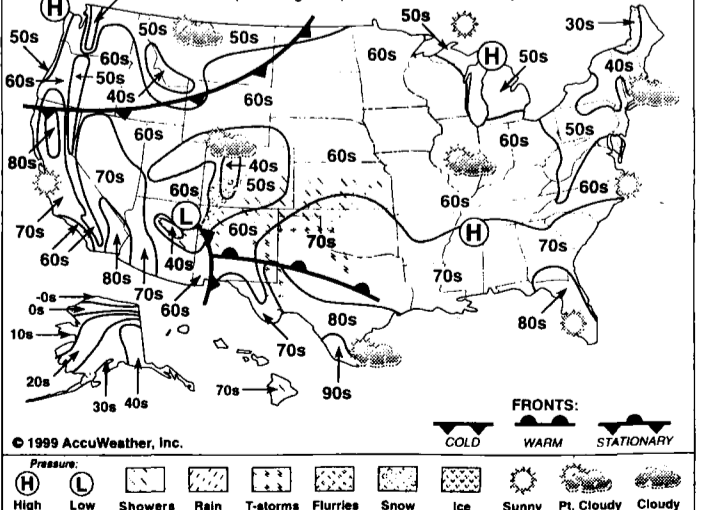 H
50s
50s
50s
50s
60s
30s
60s
60s
50s
H
50s
40s
40s
60s
80s
60s
60s
50s
70s
60s
40s
50s
60s
60s
60s
70s
L
60s
70s
H
70s
60s
40s
80s
70s
60s
70s
80s
80s
-0s
0s
10s
20s
30s
40s
70s
90s
70s
FRONTS:
© 1999 AccuWeather, Inc.
COLD WARM STATIONARY
Pressure:
H L
High Low Showers Rain T-storms Flurries Snow Ice Sunny Pt. Cloudy Cloudy